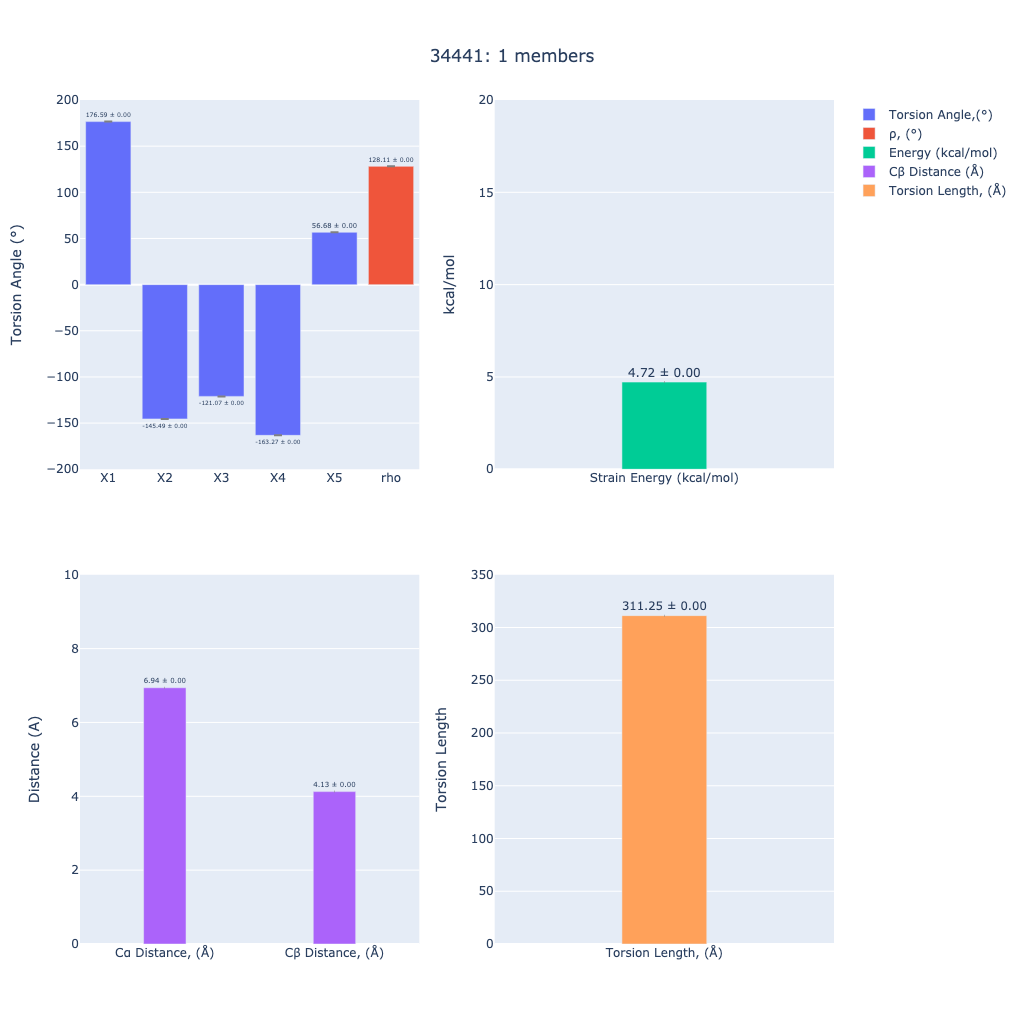 34441: 1 members
Torsion Angle (°)
200
150
100
50
0
−50
−100
−150
−200
176.59 ± 0.00
-145.49 ± 0.00
-121.07 ± 0.00
-163.27 ± 0.00
56.68 ± 0.00
128.11 ± 0.00
X1 X2 X3 X4 X5 rho
kcal/mol
20
15
10
5
0
4.72 ± 0.00
Strain Energy (kcal/mol)
Torsion Angle,(°)
ρ, (°)
Energy (kcal/mol)
Cβ Distance (Å)
Torsion Length, (Å)
Distance (A)
10
8
6
4
2
0
6.94 ± 0.00
4.13 ± 0.00
Cα Distance, (Å) Cβ Distance, (Å)
Torsion Length
350
300
250
200
150
100
50
0
311.25 ± 0.00
Torsion Length, (Å)